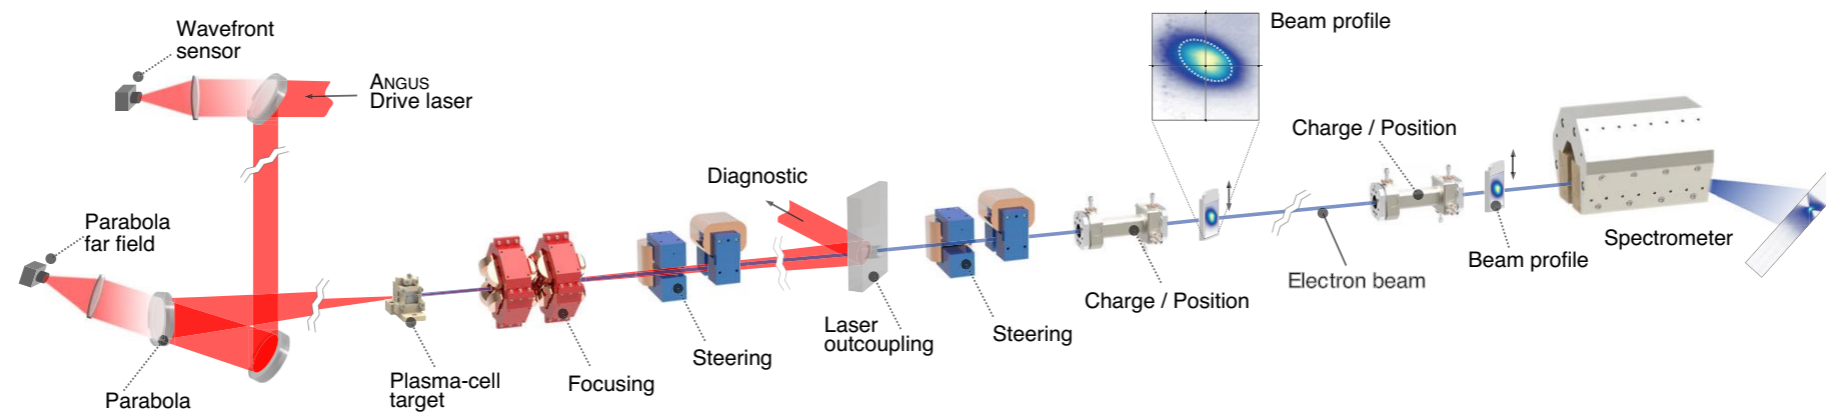 Wavefront
sensor
ANGUS
Drive laser
Parabola
far field
Parabola
Plasma-cell
target
Focusing
Steering
Diagnostic
Laser
outcoupling
Steering
Charge / Position
Beam profile
Electron beam
Charge / Position
Beam profile
Spectrometer